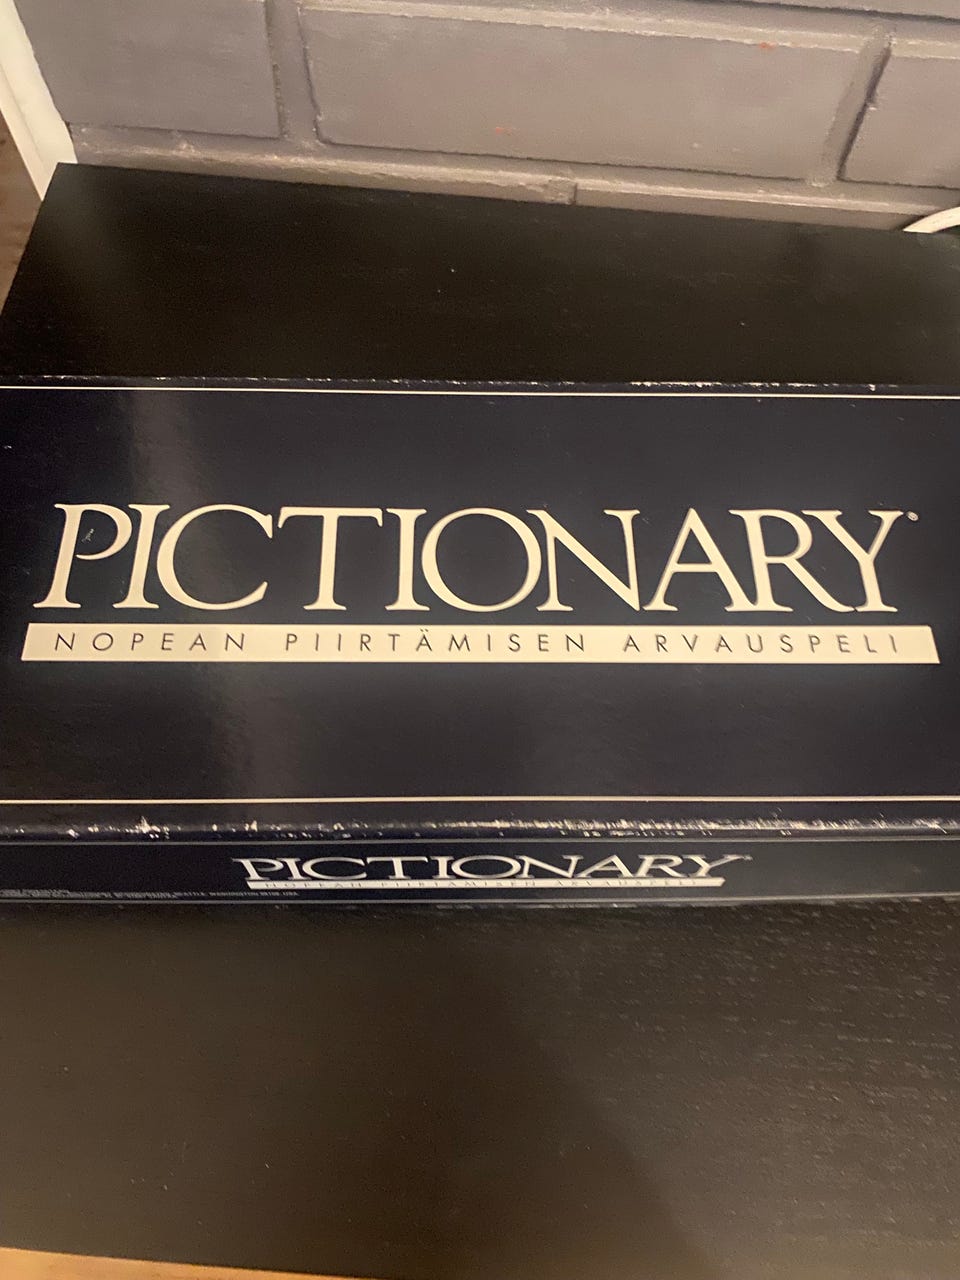 PICTIONARY
NOPEAN PIIRTÄMISEN ARVAUSPELI
PICTIONARY
NOPEAN PIIRTÄMISEN ARVAUSPELI